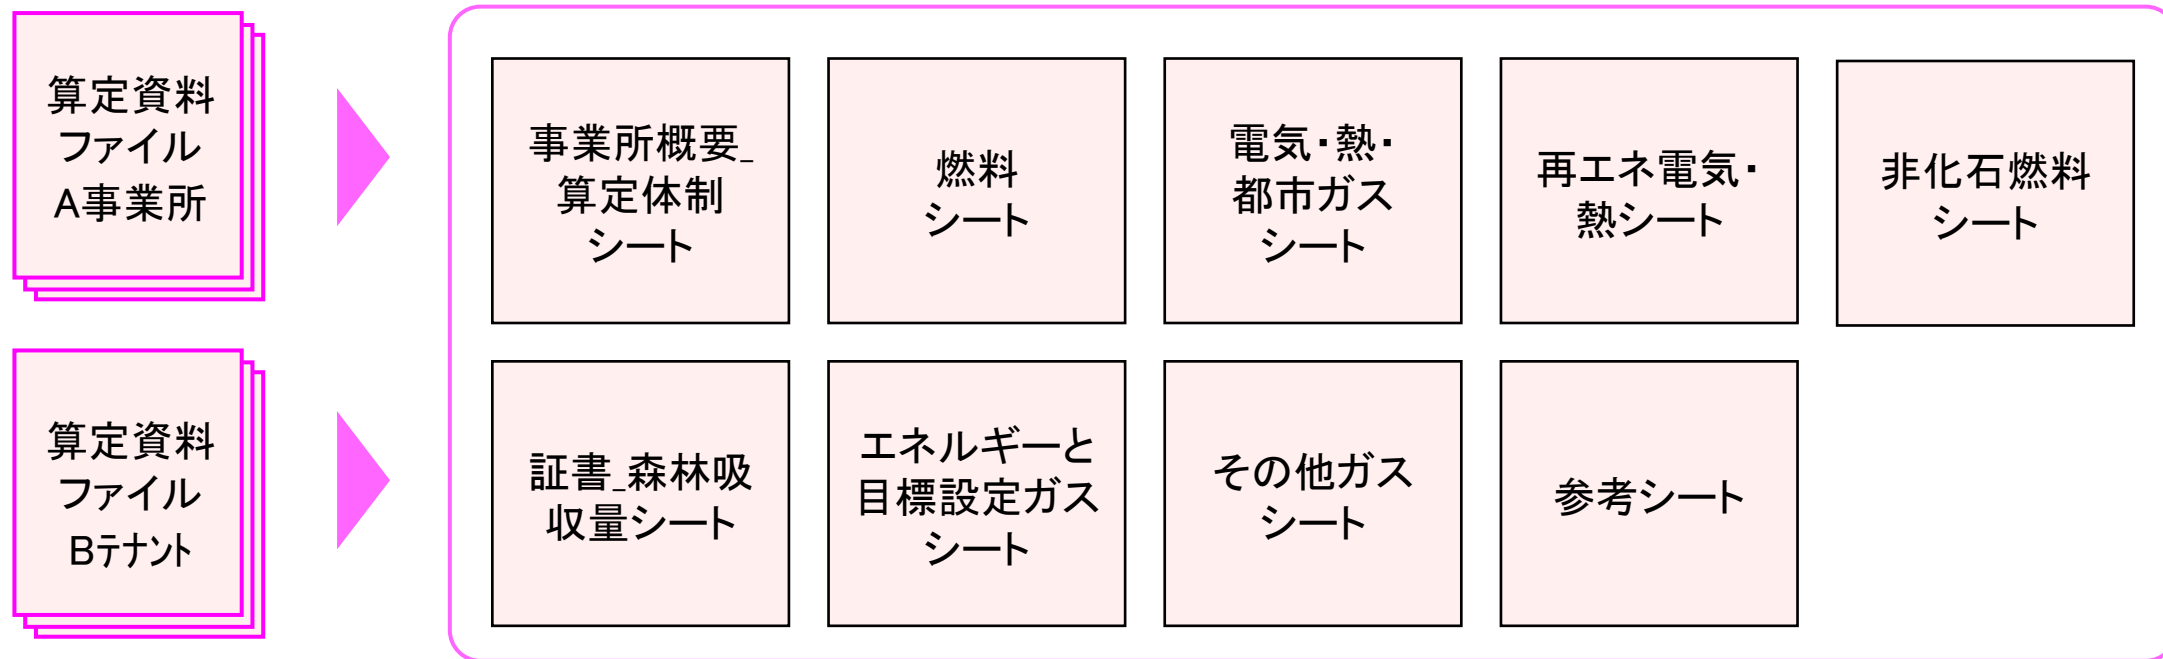 算定資料
ファイル
A事業所
事業所概要_
算定体制
シート
燃料
シート
電気・熱・
都市ガス
シート
再エネ電気・
熱シート
非化石燃料
シート
算定資料
ファイル
Bテナント
証書_森林吸
収量シート
エネルギーと
目標設定ガス
シート
その他ガス
シート
参考シート